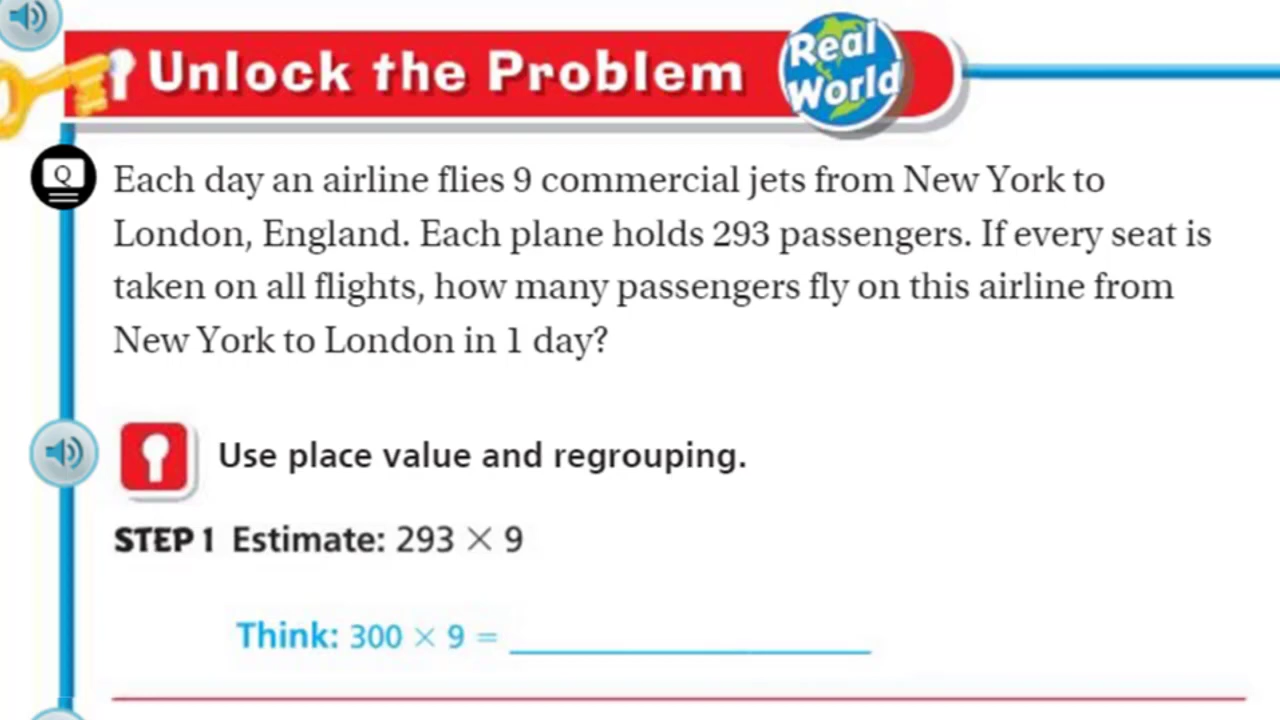 Unlock the Problem
Real
World
Q
Each day an airline flies 9 commercial jets from New York to
London, England. Each plane holds 293 passengers. If every seat is
taken on all flights, how many passengers fly on this airline from
New York to London in 1 day?
Use place value and regrouping.
STEP 1 Estimate: 293 × 9
Think: 300 × 9 =